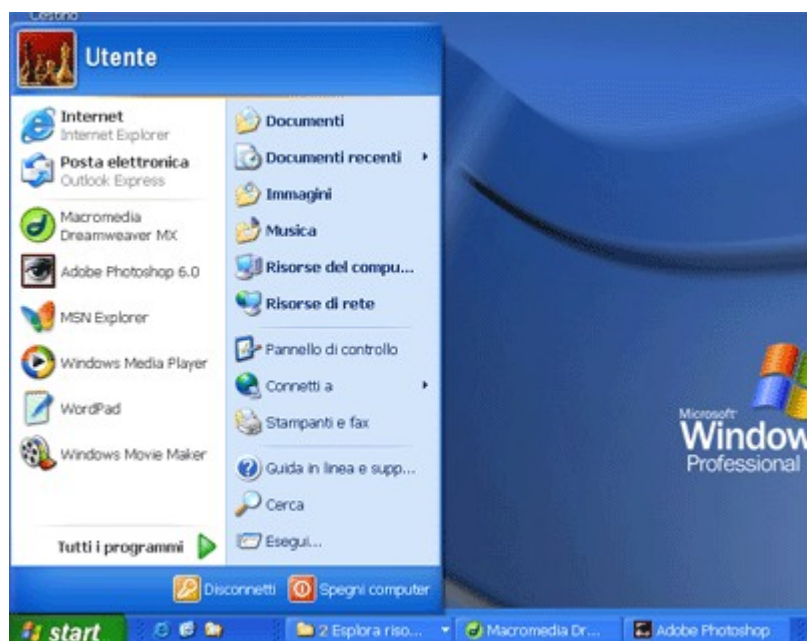 Cestino
Utente
Internet
Internet Explorer
Posta elettronica
Outlook Express
Macromedia
Dreamweaver MX
Adobe Photoshop 6.0
MSN Explorer
Windows Media Player
WordPad
Windows Movie Maker
Tutti i programmi
Documenti
Documenti recenti
Immagini
Musica
Risorse del compu...
Risorse di rete
Pannello di controllo
Connetti a
Stampanti e fax
Guida in linea e supp...
Cerca
Esegui...
Disconnetti
Spegni computer
Microsoft
Window
Professional
start
2 Esplora riso...
Macromedia Dr...
Adobe Photoshop